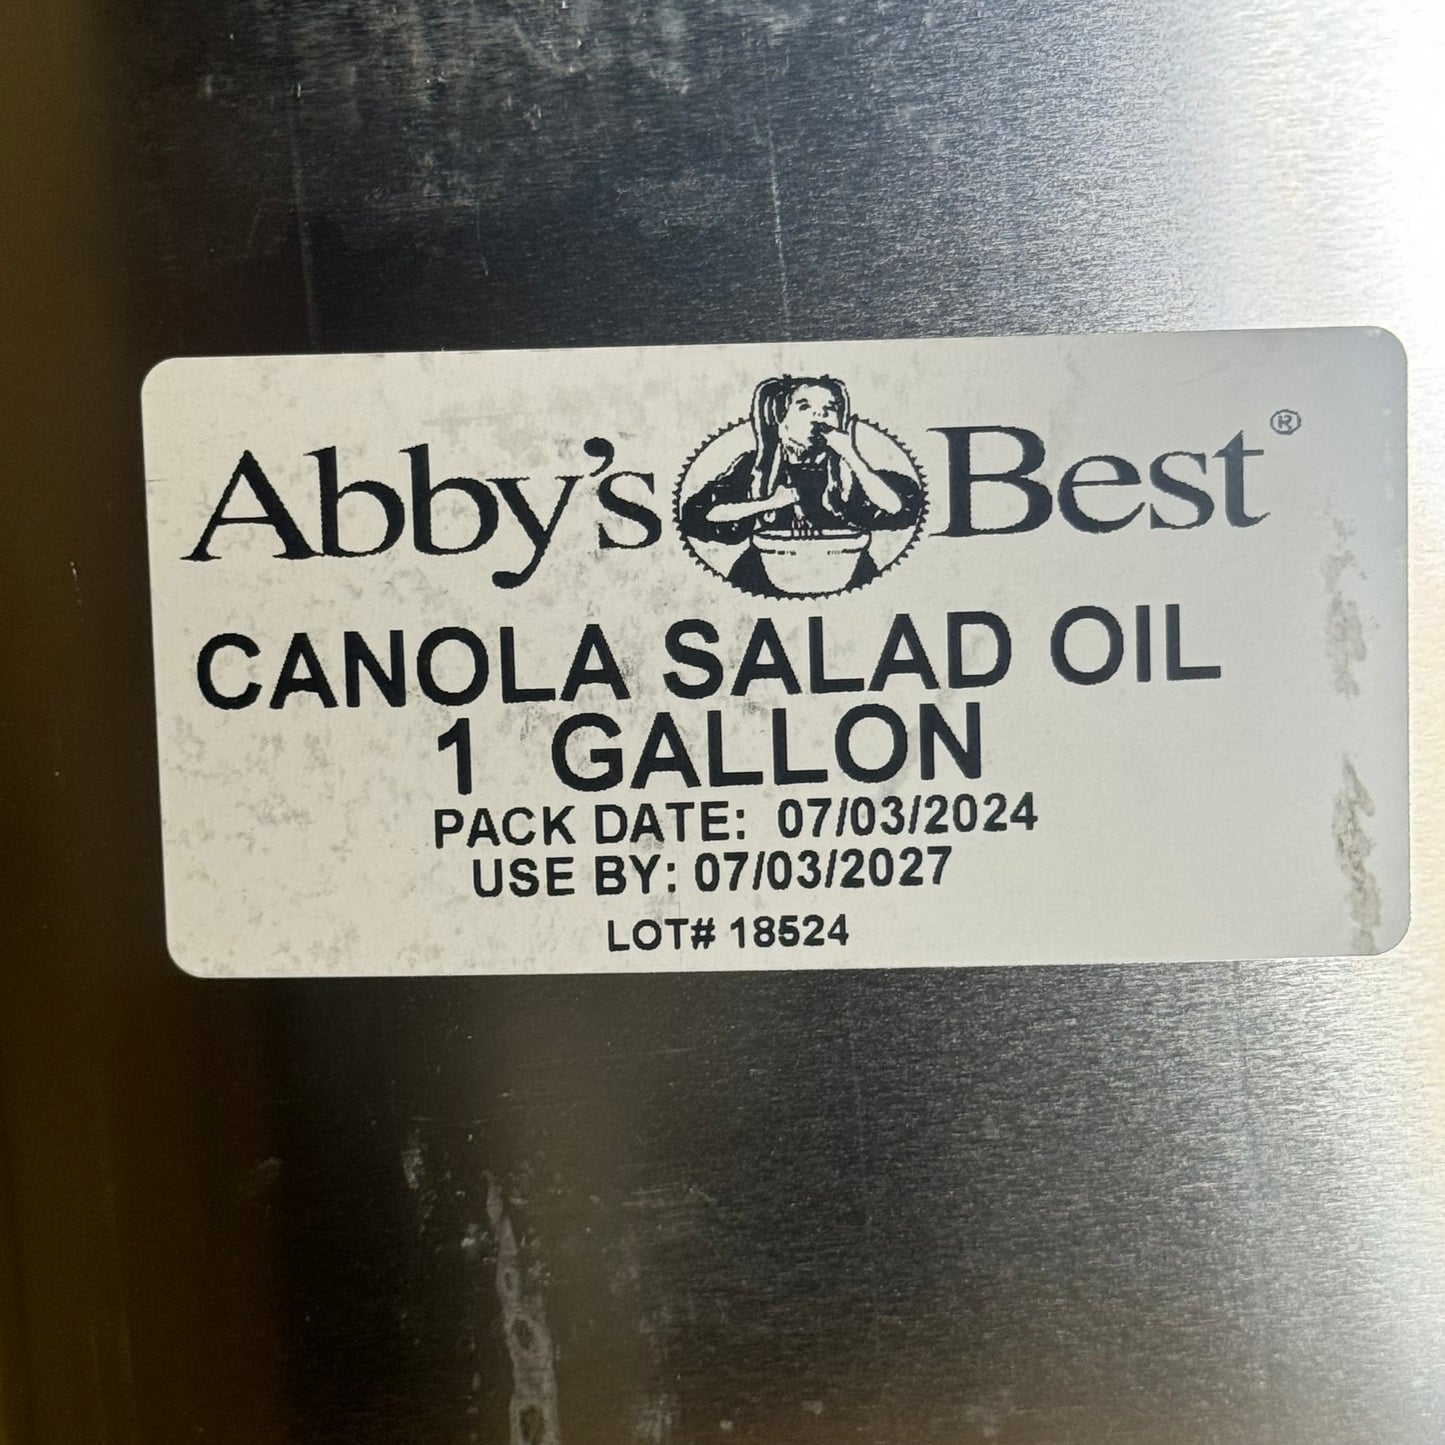 Abby's Best®
CANOLA SALAD OIL
1 GALLON
PACK DATE: 07/03/2024
USE BY: 07/03/2027
LOT# 18524